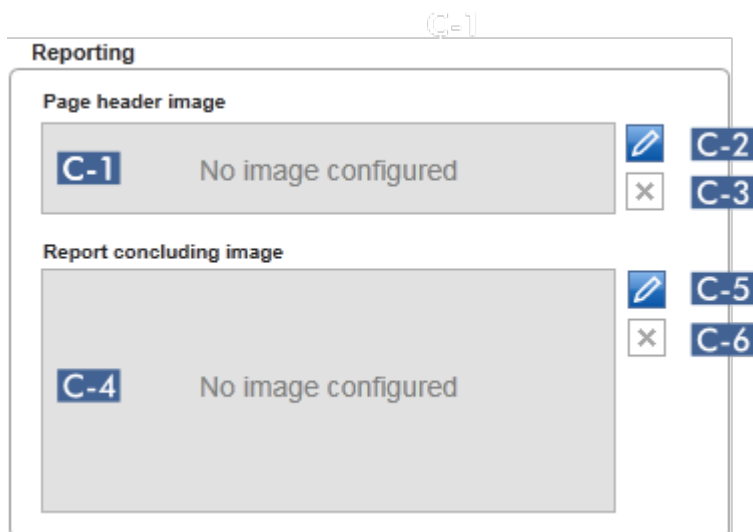 C-1
Reporting
Page header image
C-1 No image configured
C-2
C-3
Report concluding image
C-5
C-6
C-4 No image configured